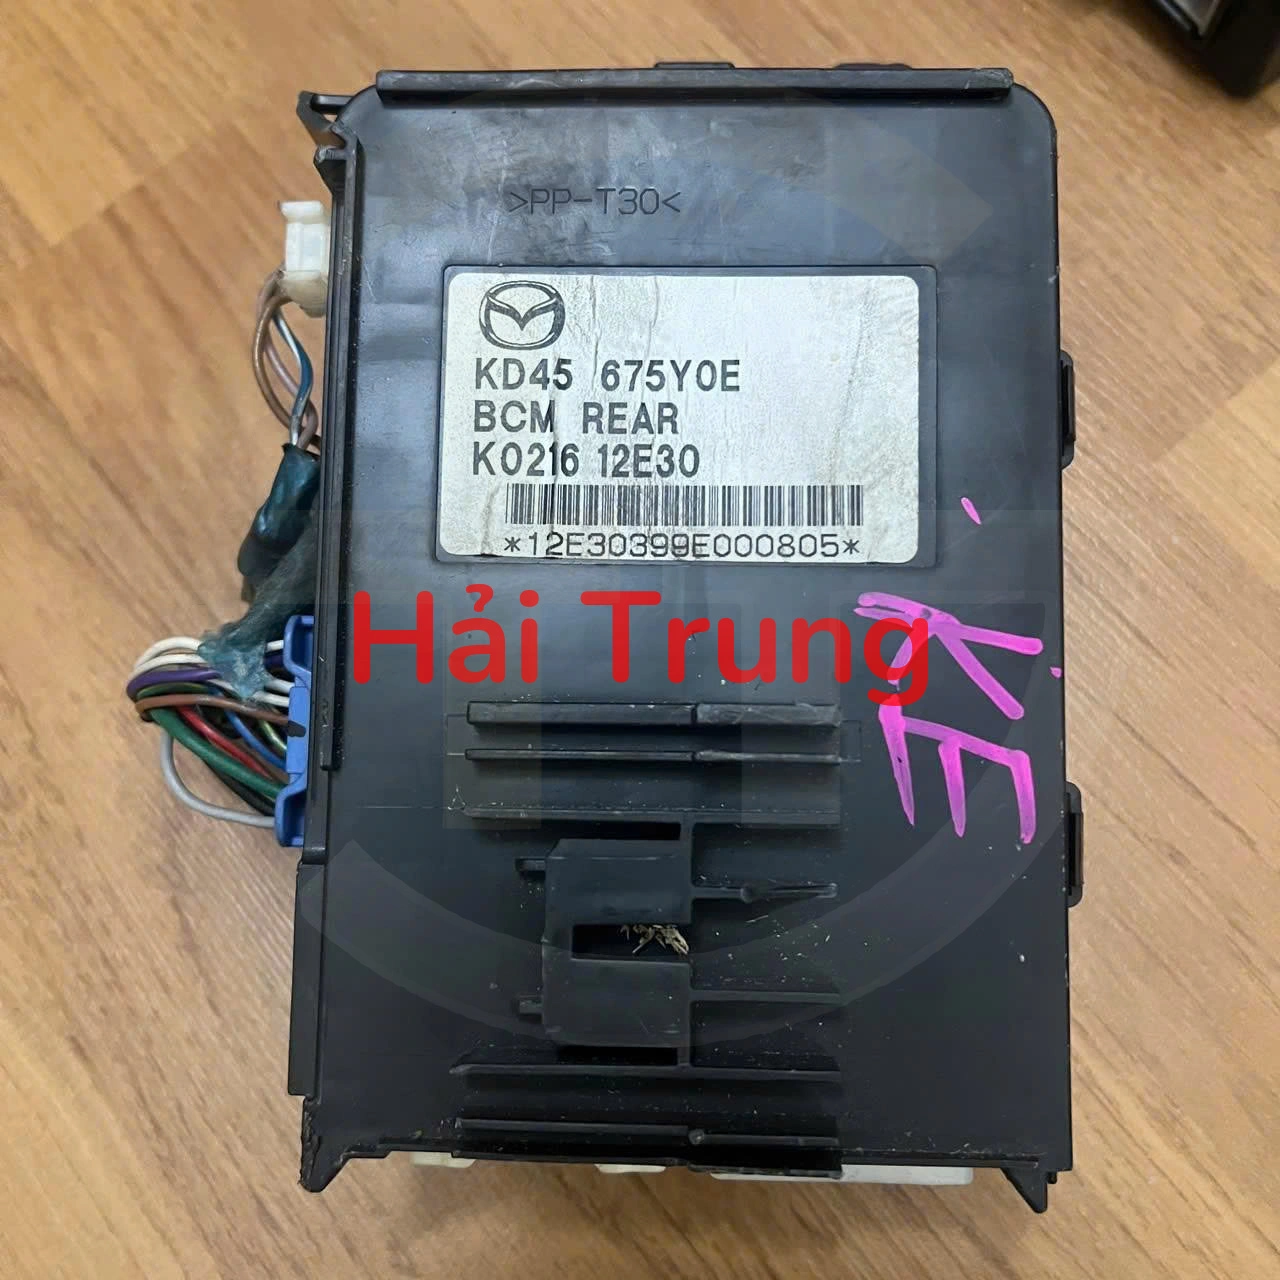 >PP-T30<
KD45 675Y0E
BCM REAR
K0216 12E30
*12E30399E000805*
Hải Trung
KE